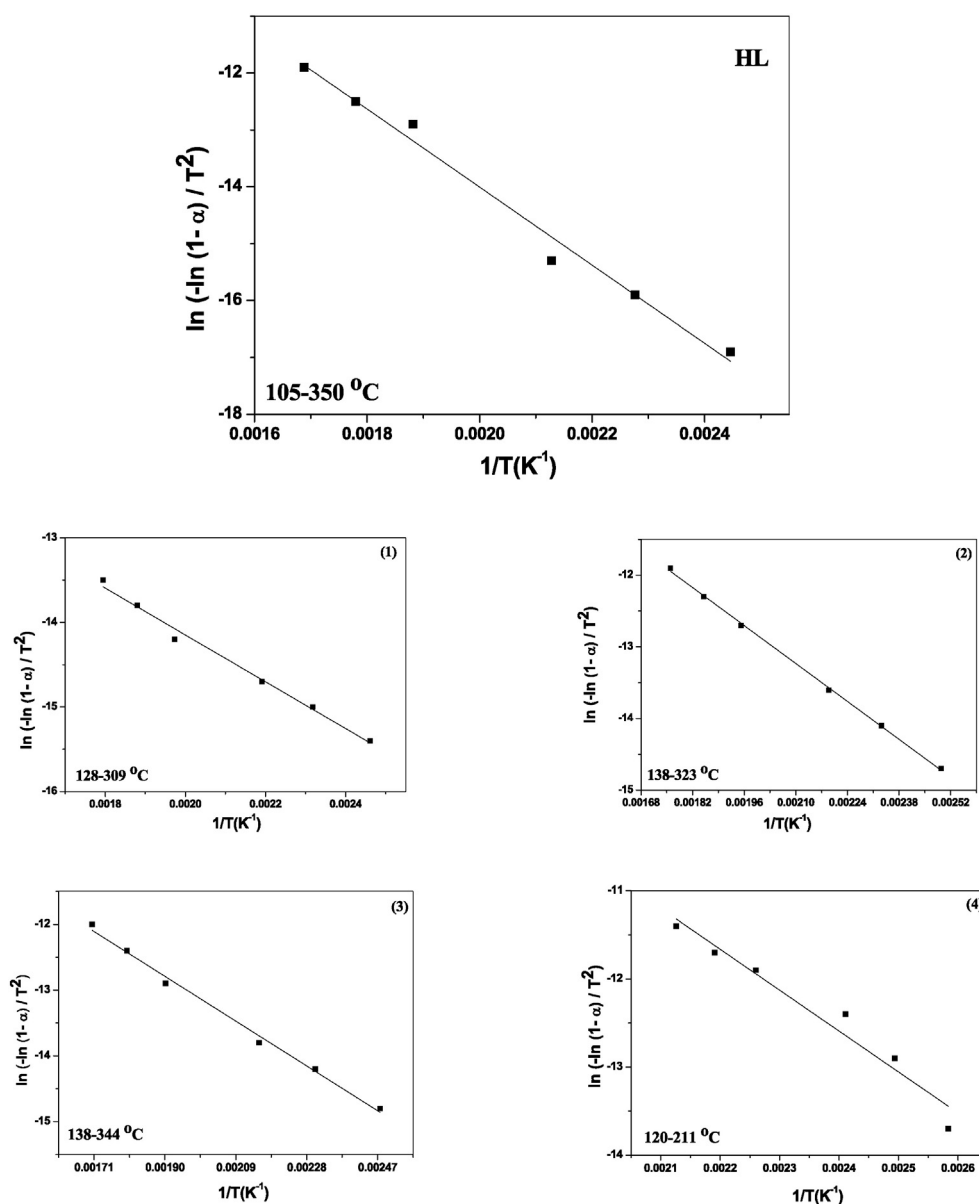 HL
-12
-14
-16
-18
ln (-ln (1- α) / T²)
105-350 °C
0.0016 0.0018 0.0020 0.0022 0.0024
1/T(K⁻¹)
(1)
-13
-14
-15
-16
ln (-ln (1- α) / T²)
128-309 °C
0.0018 0.0020 0.0022 0.0024
1/T(K⁻¹)
(2)
-12
-13
-14
-15
ln (-ln (1- α) / T²)
138-323 °C
0.00168 0.00182 0.00196 0.00210 0.00224 0.00238 0.00252
1/T(K⁻¹)
(3)
-12
-13
-14
-15
ln (-ln (1- α) / T²)
138-344 °C
0.00171 0.00190 0.00209 0.00228 0.00247
1/T(K⁻¹)
(4)
-11
-12
-13
-14
ln (-ln (1- α) / T²)
120-211 °C
0.0021 0.0022 0.0023 0.0024 0.0025 0.0026
1/T(K⁻¹)